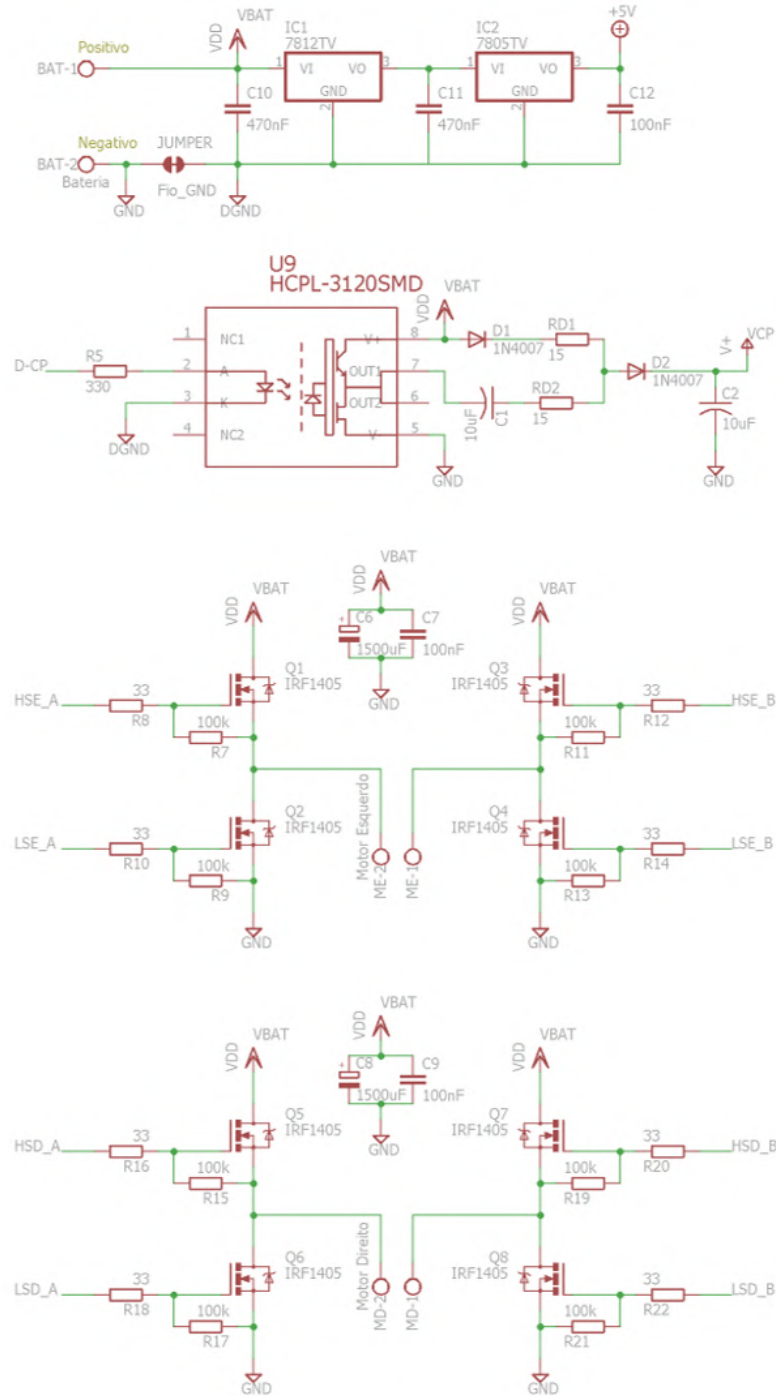 +5V
VBAT
VDD
IC1
7812TV
IC2
7805TV
Positivo
BAT-1
1
VI
VO
3
1
VI
VO
3
C10
470nF
GND
2
C11
470nF
GND
2
C12
100nF
Negativo
JUMPER
BAT-2
Bateria
Fio_GND
GND
DGND
U9
HCPL-3120SMD
VBAT
VDD
1
NC1
V+
8
D1
1N4007
RD1
15
V+
VCP
D-CP
R5
330
2
A
OUT1
7
D2
1N4007
3
K
OUT2
6
10uF
C1
RD2
15
C2
10uF
DGND
4
NC2
V-
5
GND
GND
VBAT
VDD
VBAT
VDD
VBAT
VDD
C6
1500uF
C7
100nF
GND
Q1
IRF1405
Q3
IRF1405
HSE_A
33
R8
100k
R7
100k
R11
33
R12
HSE_B
Q2
IRF1405
Q4
IRF1405
LSE_A
33
R10
100k
R9
Motor Esquerdo
ME-2
ME-1
100k
R13
33
R14
LSE_B
GND
GND
VBAT
VDD
VBAT
VDD
VBAT
VDD
C8
1500uF
C9
100nF
GND
Q5
IRF1405
Q7
IRF1405
HSD_A
33
R16
100k
R15
100k
R19
33
R20
HSD_B
Q6
IRF1405
Q8
IRF1405
LSD_A
33
R18
100k
R17
Motor Direito
MD-2
MD-1
100k
R21
33
R22
LSD_B
GND
GND